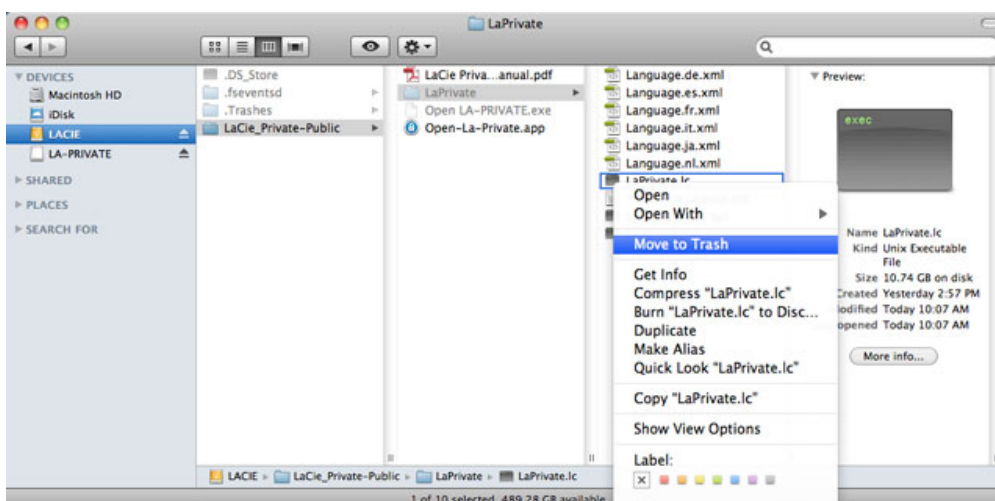 LaPrivate
DEVICES
Macintosh HD
iDisk
LACIE
LA-PRIVATE
SHARED
PLACES
SEARCH FOR
.DS_Store
.fseventsd
.Trashes
LaCie_Private-Public
LaCie Priva...anual.pdf
LaPrivate
Open LA-PRIVATE.exe
Open-La-Private.app
Language.de.xml
Language.es.xml
Language.fr.xml
Language.it.xml
Language.ja.xml
Language.nl.xml
LaPrivate.lc
Open
Open With
Move to Trash
Get Info
Compress "LaPrivate.lc"
Burn "LaPrivate.lc" to Disc...
Duplicate
Make Alias
Quick Look "LaPrivate.lc"
Copy "LaPrivate.lc"
Show View Options
Label:
Preview:
exec
Name LaPrivate.lc
Kind Unix Executable
File
Size 10.74 GB on disk
Created Yesterday 2:57 PM
odified Today 10:07 AM
opened Today 10:07 AM
More info...
LACIE LaCie_Private-Public LaPrivate LaPrivate.lc
1 of 10 selected, 489.28 GB available